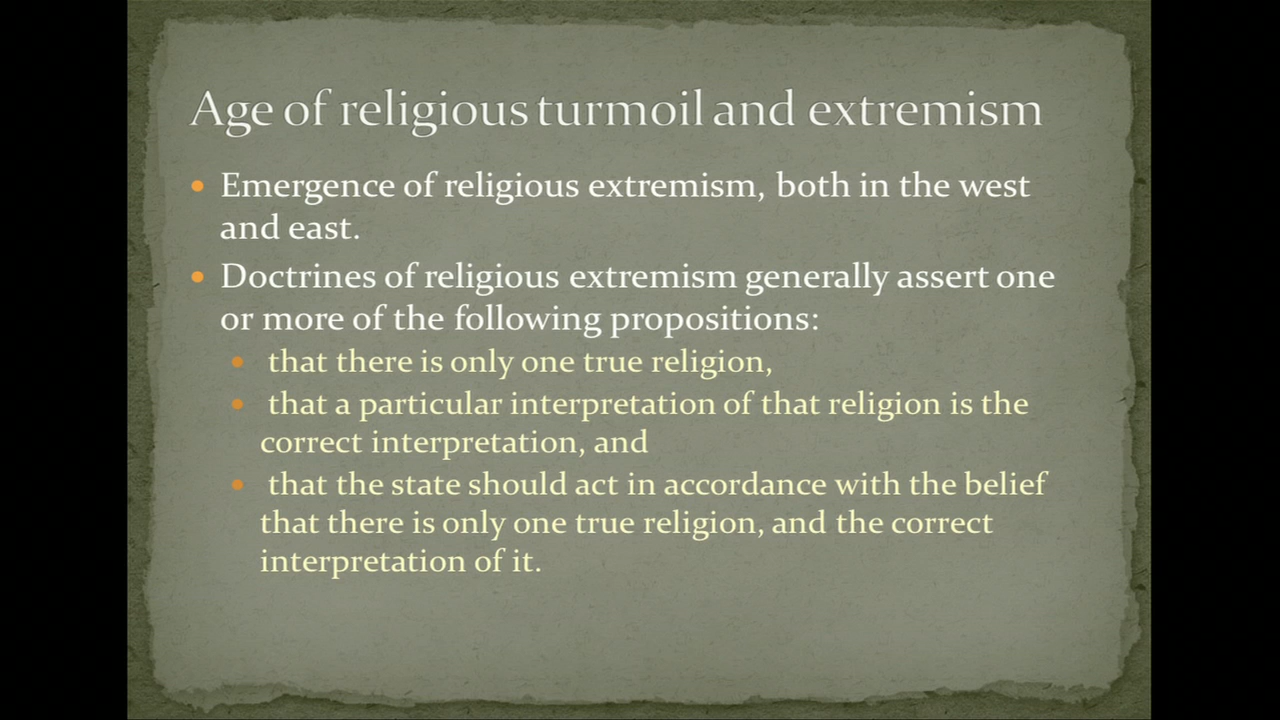 Age of religious turmoil and extremism
• Emergence of religious extremism, both in the west
and east.
• Doctrines of religious extremism generally assert one
or more of the following propositions:
• that there is only one true religion,
• that a particular interpretation of that religion is the
correct interpretation, and
• that the state should act in accordance with the belief
that there is only one true religion, and the correct
interpretation of it.